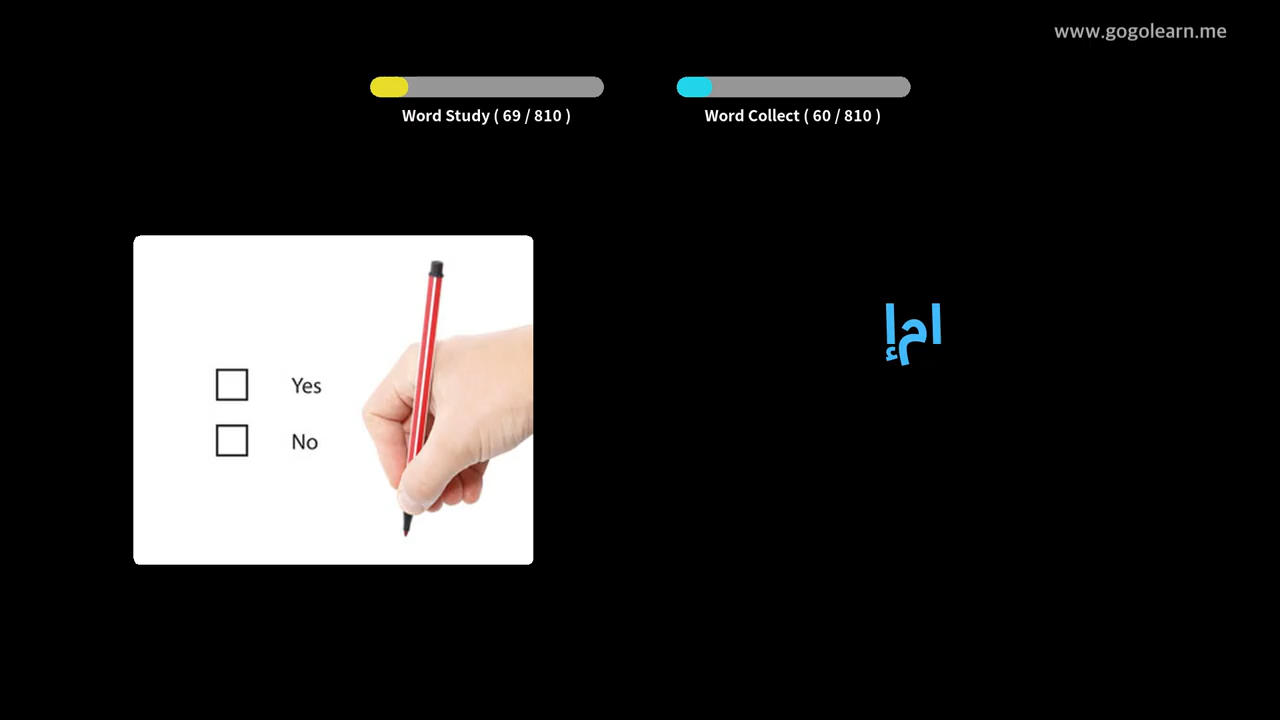 www.gogolearn.me
Word Study ( 69 / 810 )
Word Collect ( 60 / 810 )
Yes
No
إما